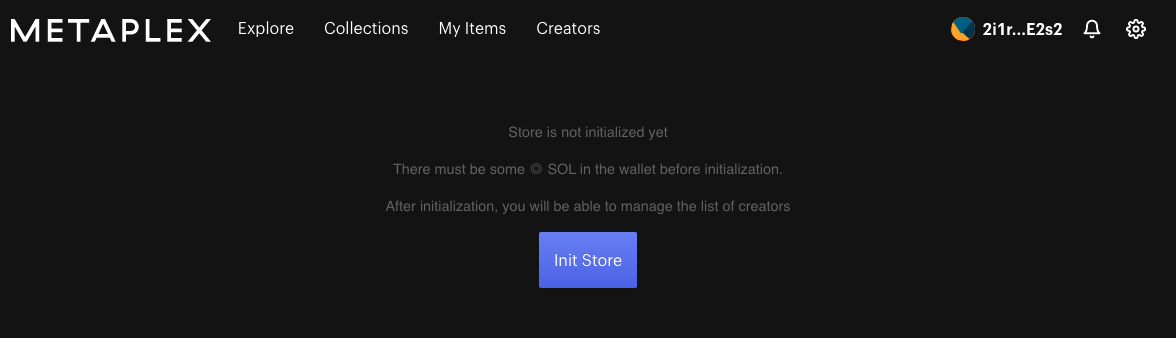 METAPLEX Explore Collections My Items Creators 2i1r...E2s2
Store is not initialized yet
There must be some ◎ SOL in the wallet before initialization.
After initialization, you will be able to manage the list of creators
Init Store